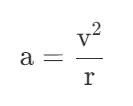 a = v²/r